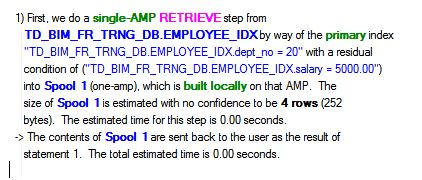 1) First, we do a single-AMP RETRIEVE step from
TD_BIM_FR_TRNG_DB.EMPLOYEE_IDX by way of the primary index
"TD_BIM_FR_TRNG_DB.EMPLOYEE_IDX.dept_no = 20" with a residual
condition of ("TD_BIM_FR_TRNG_DB.EMPLOYEE_IDX.salary = 5000.00")
into Spool 1 (one-amp), which is built locally on that AMP. The
size of Spool 1 is estimated with no confidence to be 4 rows (252
bytes). The estimated time for this step is 0.00 seconds.
-> The contents of Spool 1 are sent back to the user as the result of
statement 1. The total estimated time is 0.00 seconds.